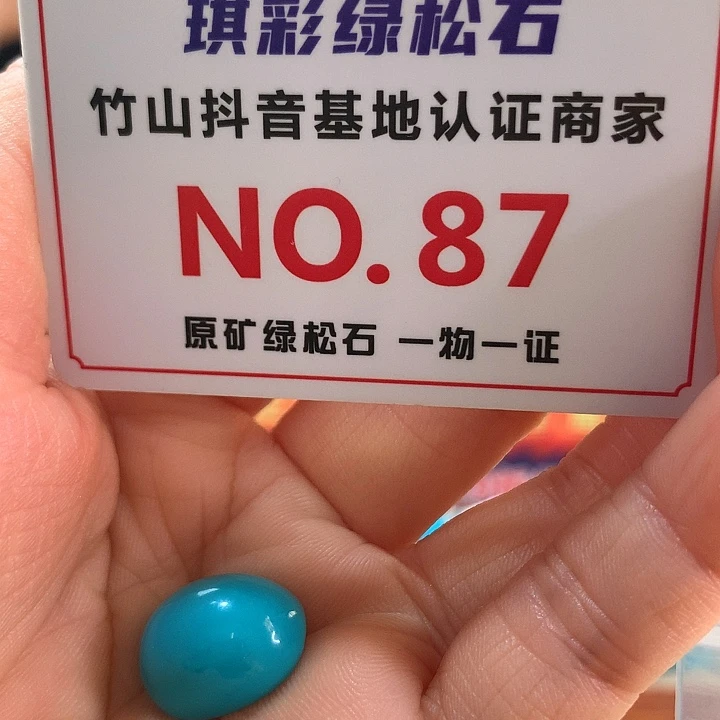 琪彩绿松石
竹山抖音基地认证商家
NO.87
原矿绿松石 一物一证